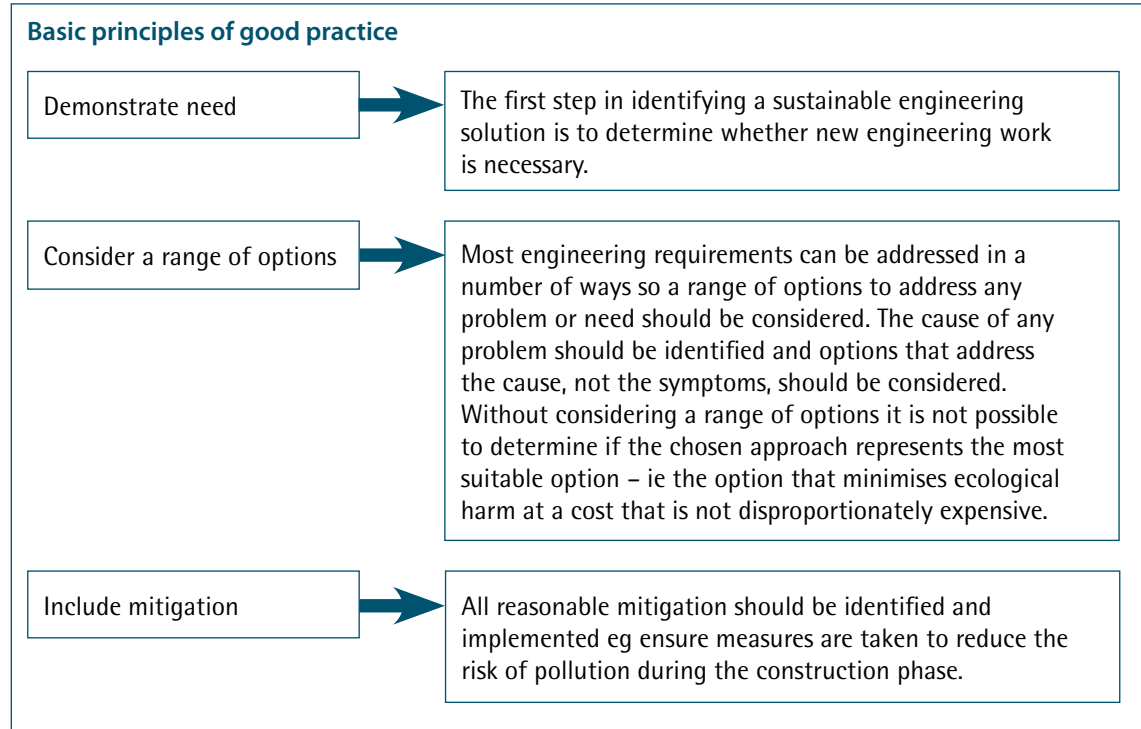 Basic principles of good practice
Demonstrate need
The first step in identifying a sustainable engineering
solution is to determine whether new engineering work
is necessary.
Consider a range of options
Most engineering requirements can be addressed in a
number of ways so a range of options to address any
problem or need should be considered. The cause of any
problem should be identified and options that address
the cause, not the symptoms, should be considered.
Without considering a range of options it is not possible
to determine if the chosen approach represents the most
suitable option – ie the option that minimises ecological
harm at a cost that is not disproportionately expensive.
Include mitigation
All reasonable mitigation should be identified and
implemented eg ensure measures are taken to reduce the
risk of pollution during the construction phase.